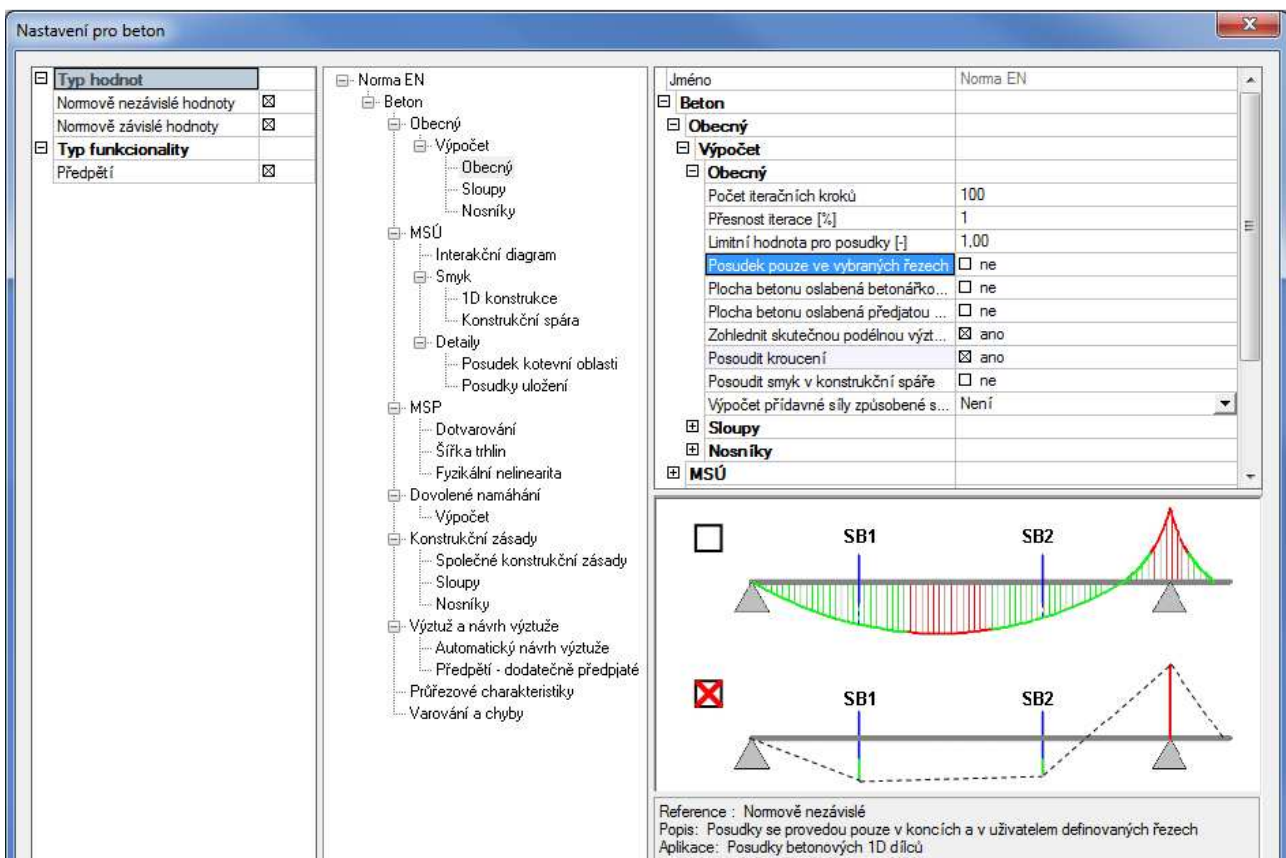 Nastavení pro beton
Typ hodnot
Normově nezávislé hodnoty
Normově závislé hodnoty
Typ funkcionality
Předpětí
Norma EN
Beton
Obecný
Výpočet
Obecný
Sloupy
Nosníky
MSÚ
Interakční diagram
Smyk
1D konstrukce
Konstrukční spára
Detaily
Posudek kotevní oblasti
Posudky uložení
MSP
Dotvarování
Šířka trhlin
Fyzikální nelinearita
Dovolené namáhání
Výpočet
Konstrukční zásady
Společné konstrukční zásady
Sloupy
Nosníky
Výztuž a návrh výztuže
Automatický návrh výztuže
Předpětí - dodatečně předpjaté
Průřezové charakteristiky
Varování a chyby
Jméno Norma EN
Beton
Obecný
Výpočet
Obecný
Počet iteračních kroků 100
Přesnost iterace [%] 1
Limitní hodnota pro posudky [-] 1,00
Posudek pouze ve vybraných řezech ne
Plocha betonu oslabená betonářko... ne
Plocha betonu oslabená předjatou ... ne
Zohlednit skutečnou podélnou výzt... ano
Posoudit kroucení ano
Posoudit smyk v konstrukční spáře ne
Výpočet přídavné síly způsobené s... Není
Sloupy
Nosníky
MSÚ
SB1 SB2
SB1 SB2
Reference : Normově nezávislé
Popis: Posudky se provedou pouze v koncích a v uživatelem definovaných řezech
Aplikace: Posudky betonových 1D dílců